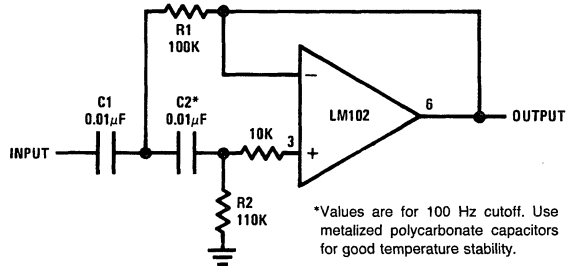 R1
100K
C1
0.01µF
C2*
0.01µF
10K
3
−
+
LM102
6
OUTPUT
INPUT
R2
110K
*Values are for 100 Hz cutoff. Use
metalized polycarbonate capacitors
for good temperature stability.